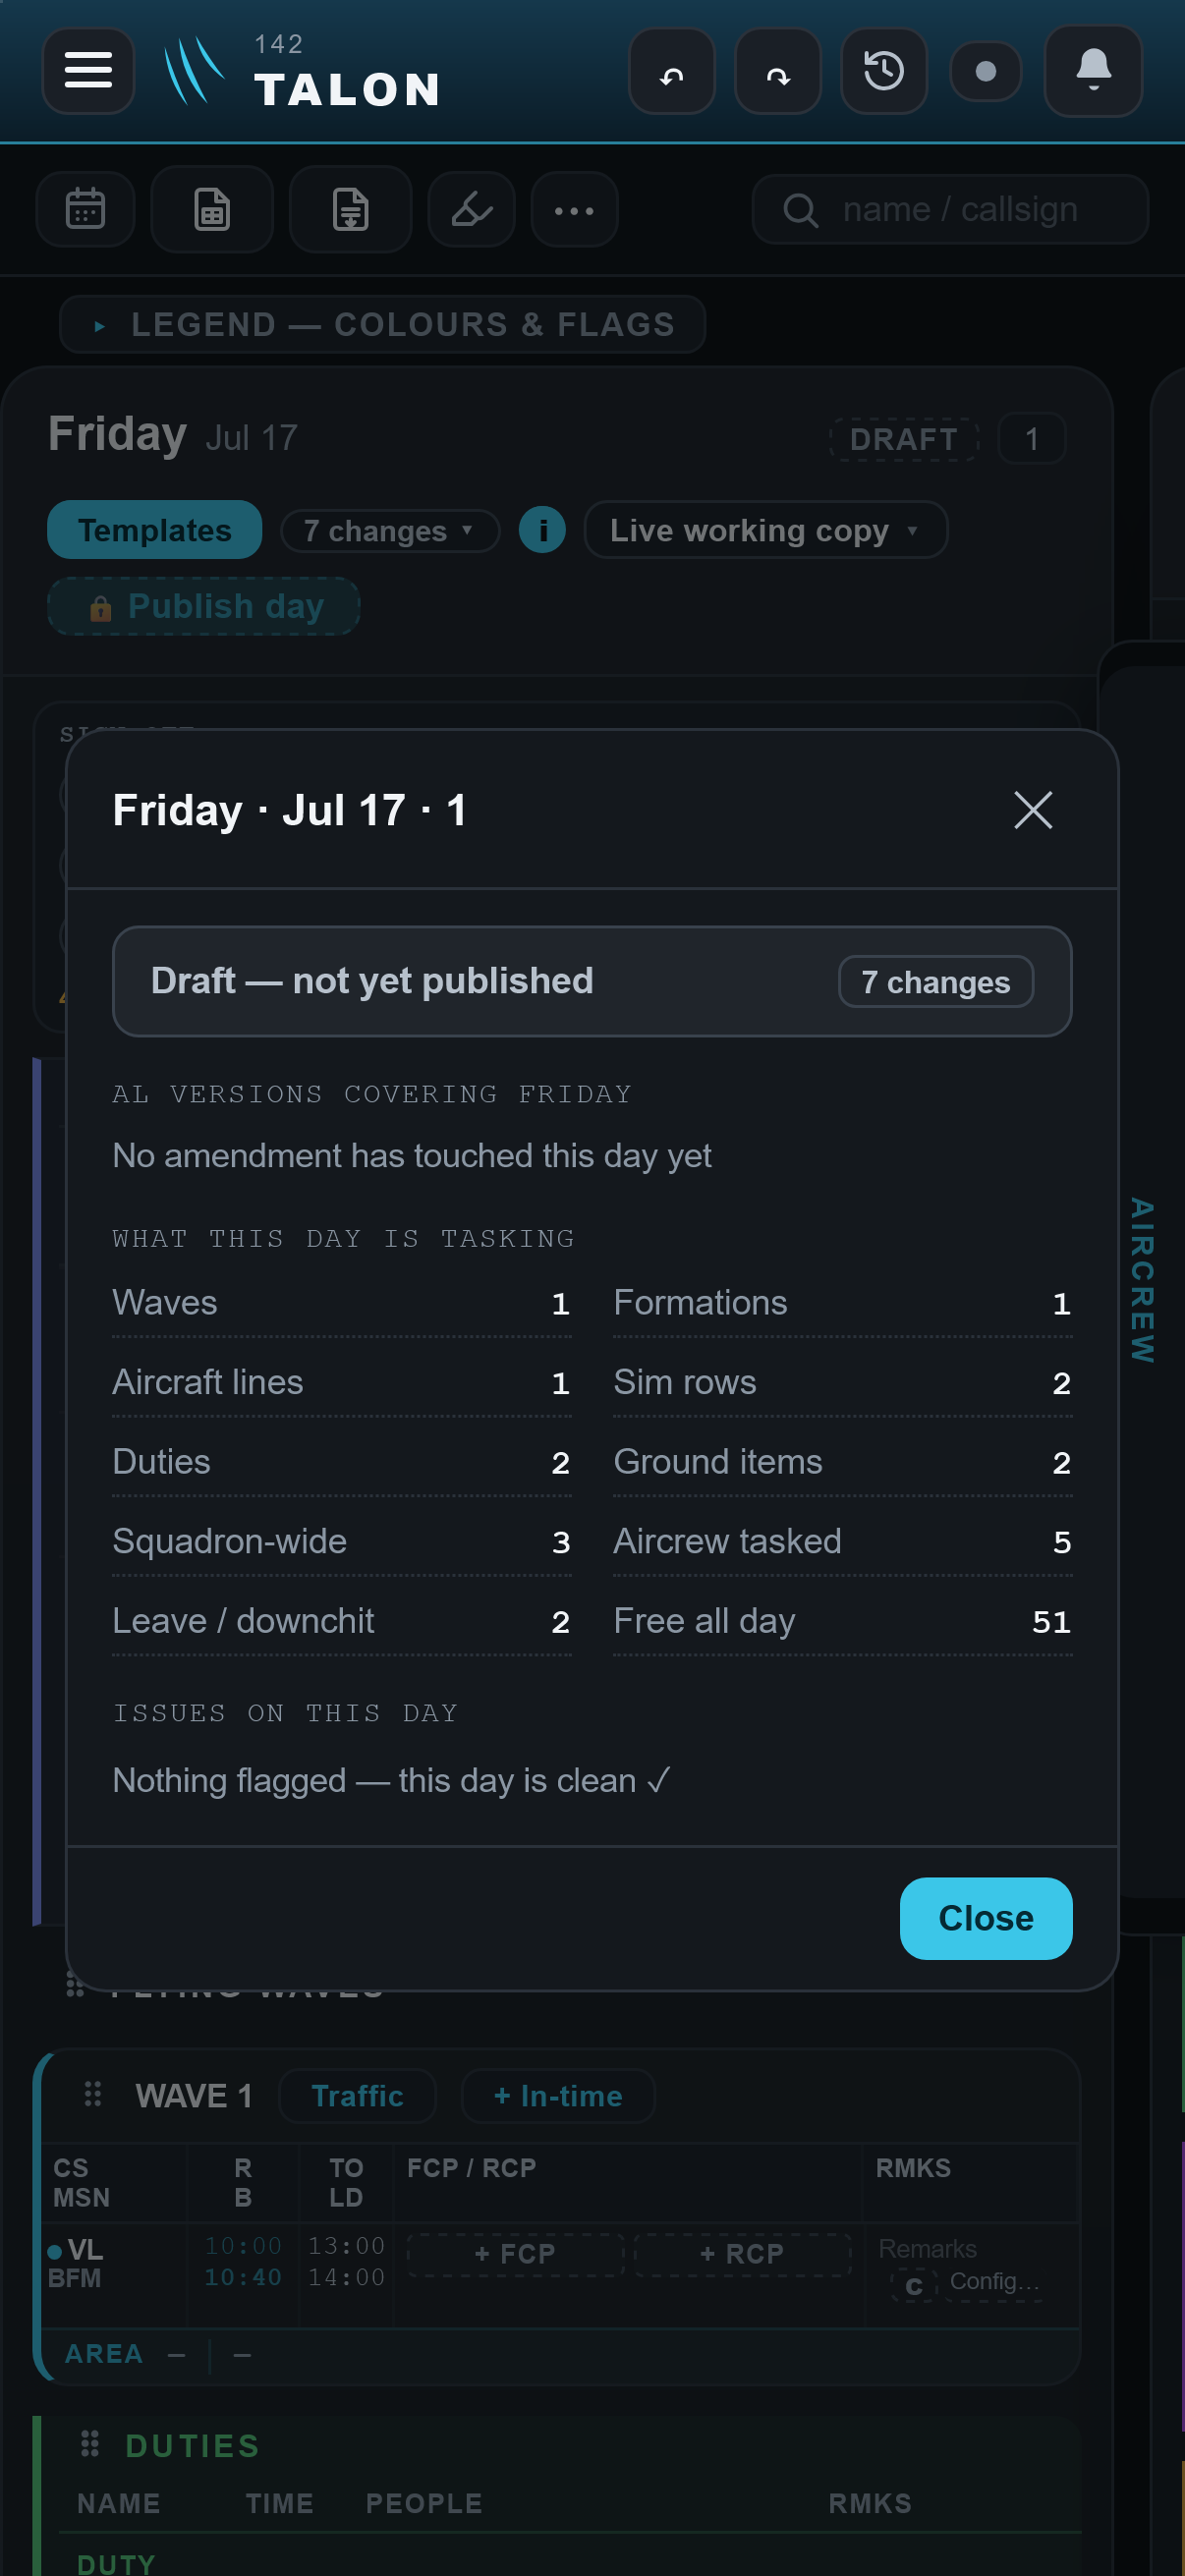 142
TALON
name / callsign
▸ LEGEND — COLOURS & FLAGS
Friday Jul 17 DRAFT 1
Templates 7 changes ▾ i Live working copy ▾
Publish day
Friday · Jul 17 · 1
Draft — not yet published 7 changes
AL VERSIONS COVERING FRIDAY
No amendment has touched this day yet
WHAT THIS DAY IS TASKING
Waves 1 Formations 1
Aircraft lines 1 Sim rows 2
Duties 2 Ground items 2
Squadron-wide 3 Aircrew tasked 5
Leave / downchit 2 Free all day 51
ISSUES ON THIS DAY
Nothing flagged — this day is clean ✓
Close
AIRCREW
FLYING WAVES
WAVE 1 Traffic + In-time
CS R TO FCP / RCP RMKS
MSN B LD
VL 10:00 13:00 + FCP + RCP Remarks
BFM 10:40 14:00 C Config…
AREA — —
DUTIES
NAME TIME PEOPLE RMKS
DUTY